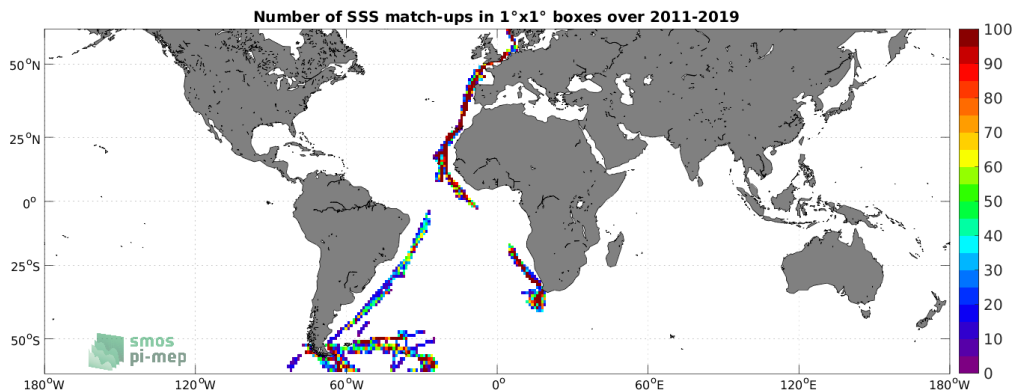 Number of SSS match-ups in 1°x1° boxes over 2011-2019
50°N
25°N
0°
25°S
50°S
180°W
120°W
60°W
0°
60°E
120°E
180°W
100
90
80
70
60
50
40
30
20
10
0
smos
pi-mep